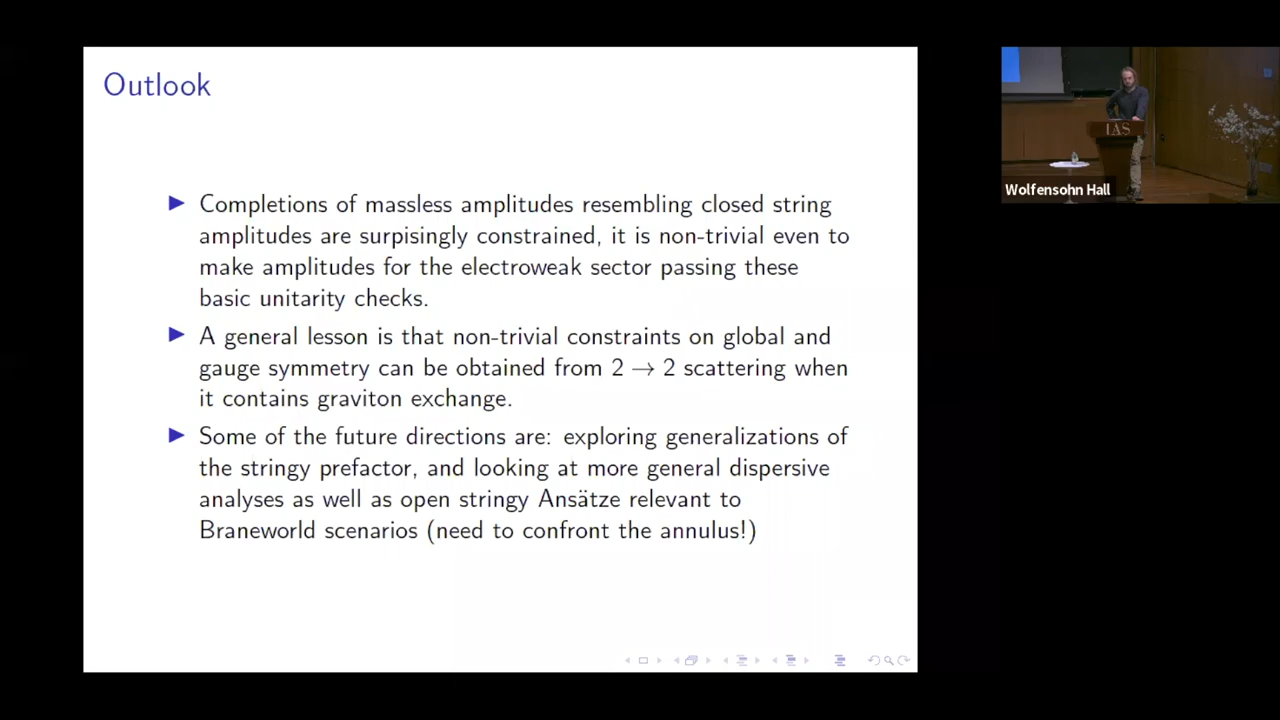 Outlook
▶ Completions of massless amplitudes resembling closed string
amplitudes are surpisingly constrained, it is non-trivial even to
make amplitudes for the electroweak sector passing these
basic unitarity checks.
▶ A general lesson is that non-trivial constraints on global and
gauge symmetry can be obtained from 2 → 2 scattering when
it contains graviton exchange.
▶ Some of the future directions are: exploring generalizations of
the stringy prefactor, and looking at more general dispersive
analyses as well as open stringy Ansätze relevant to
Braneworld scenarios (need to confront the annulus!)
IAS
Wolfensohn Hall